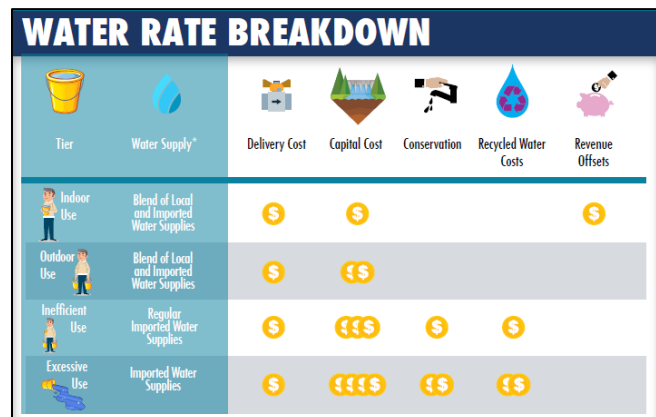 WATER RATE BREAKDOWN
Tier
Water Supply*
Delivery Cost
Capital Cost
Conservation
Recycled Water
Costs
Revenue
Offsets
Indoor
Use
Blend of Local
and Imported
Water Supplies
$
$
$
Outdoor
Use
Blend of Local
and Imported
Water Supplies
$
$$
Inefficient
Use
Regular
Imported Water
Supplies
$
$$$
$
$
Excessive
Use
Imported Water
Supplies
$
$$$$
$$
$$